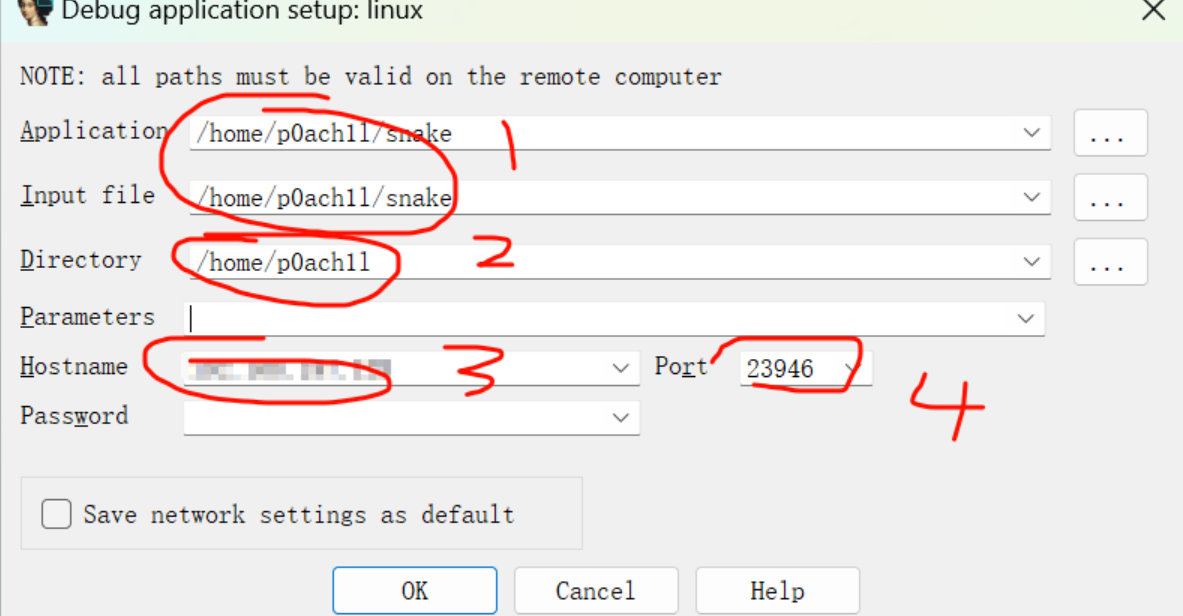 Debug application setup: linux
NOTE: all paths must be valid on the remote computer
Application /home/p0ach1l/snake 1 ...
Input file /home/p0ach1l/snake ...
Directory /home/p0ach1l 2 ...
Parameters
Hostname 3 Port 23946 4
Password
Save network settings as default
OK Cancel Help